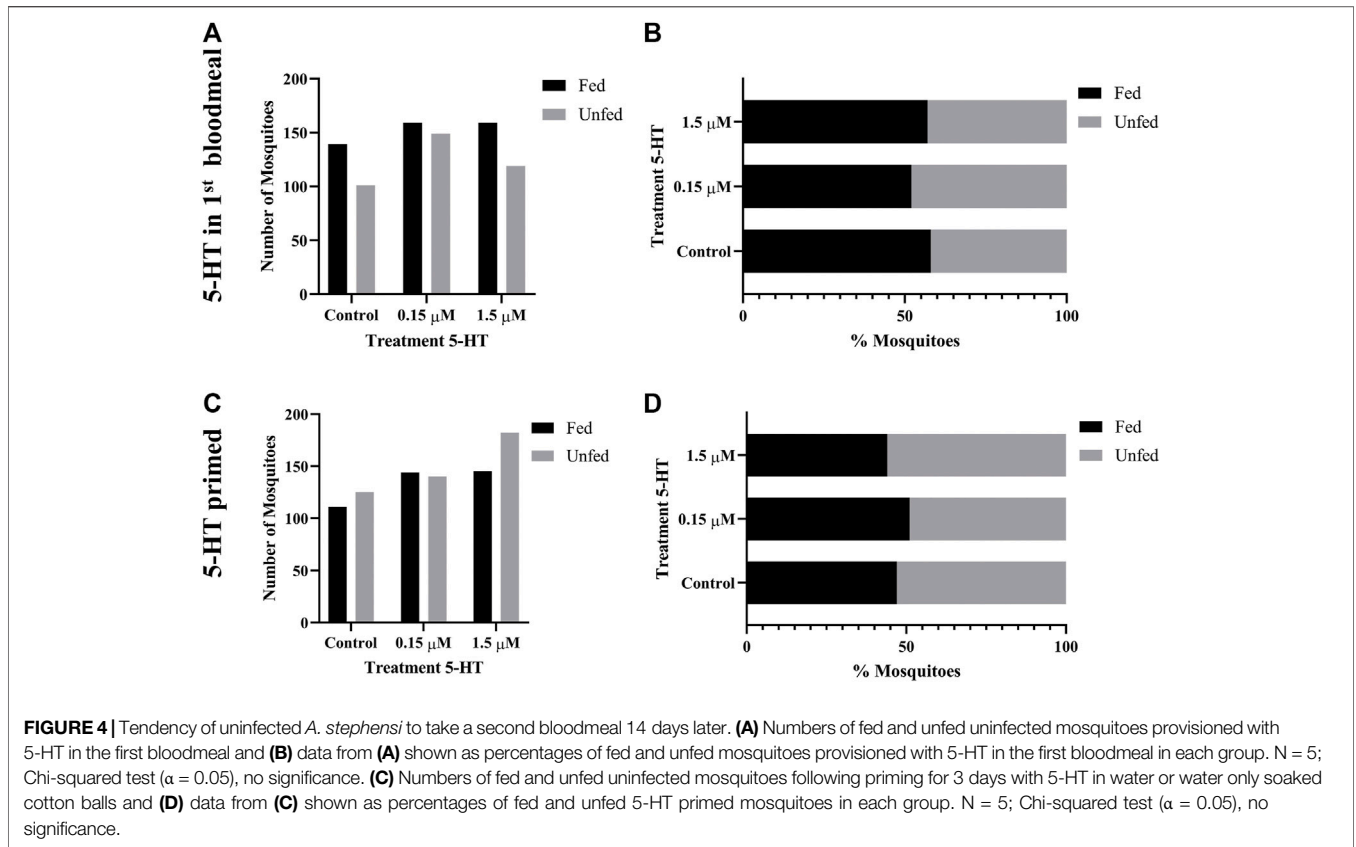 A
5-HT in 1st bloodmeal
Number of Mosquitoes
200
150
100
50
0
Control 0.15 μM 1.5 μM
Treatment 5-HT
Fed
Unfed
B
Treatment 5-HT
1.5 μM
0.15 μM
Control
0 50 100
% Mosquitoes
Fed
Unfed
C
5-HT primed
Number of Mosquitoes
200
150
100
50
0
Control 0.15 μM 1.5 μM
Treatment 5-HT
Fed
Unfed
D
Treatment 5-HT
1.5 μM
0.15 μM
Control
0 50 100
% Mosquitoes
Fed
Unfed
FIGURE 4 | Tendency of uninfected A. stephensi to take a second bloodmeal 14 days later. (A) Numbers of fed and unfed uninfected mosquitoes provisioned with
5-HT in the first bloodmeal and (B) data from (A) shown as percentages of fed and unfed mosquitoes provisioned with 5-HT in the first bloodmeal in each group. N = 5;
Chi-squared test (α = 0.05), no significance. (C) Numbers of fed and unfed uninfected mosquitoes following priming for 3 days with 5-HT in water or water only soaked
cotton balls and (D) data from (C) shown as percentages of fed and unfed 5-HT primed mosquitoes in each group. N = 5; Chi-squared test (α = 0.05), no
significance.